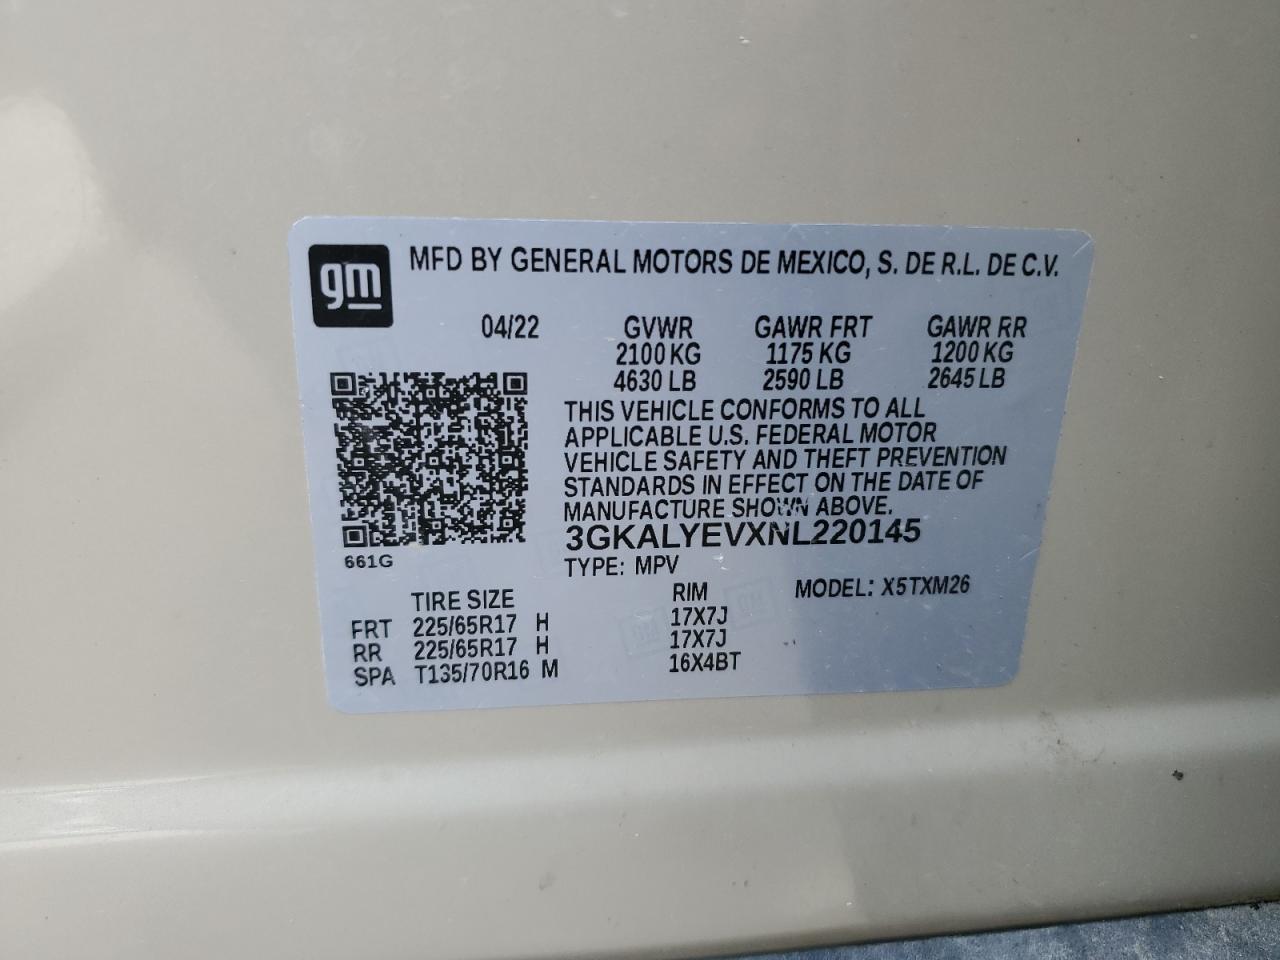 gm
MFD BY GENERAL MOTORS DE MEXICO, S. DE R.L. DE C.V.
04/22 GVWR GAWR FRT GAWR RR
2100 KG 1175 KG 1200 KG
4630 LB 2590 LB 2645 LB
THIS VEHICLE CONFORMS TO ALL
APPLICABLE U.S. FEDERAL MOTOR
VEHICLE SAFETY AND THEFT PREVENTION
STANDARDS IN EFFECT ON THE DATE OF
MANUFACTURE SHOWN ABOVE.
3GKALYEVXNL220145
661G
TYPE: MPV
TIRE SIZE RIM MODEL: X5TXM26
FRT 225/65R17 H 17X7J
RR 225/65R17 H 17X7J
SPA T135/70R16 M 16X4BT